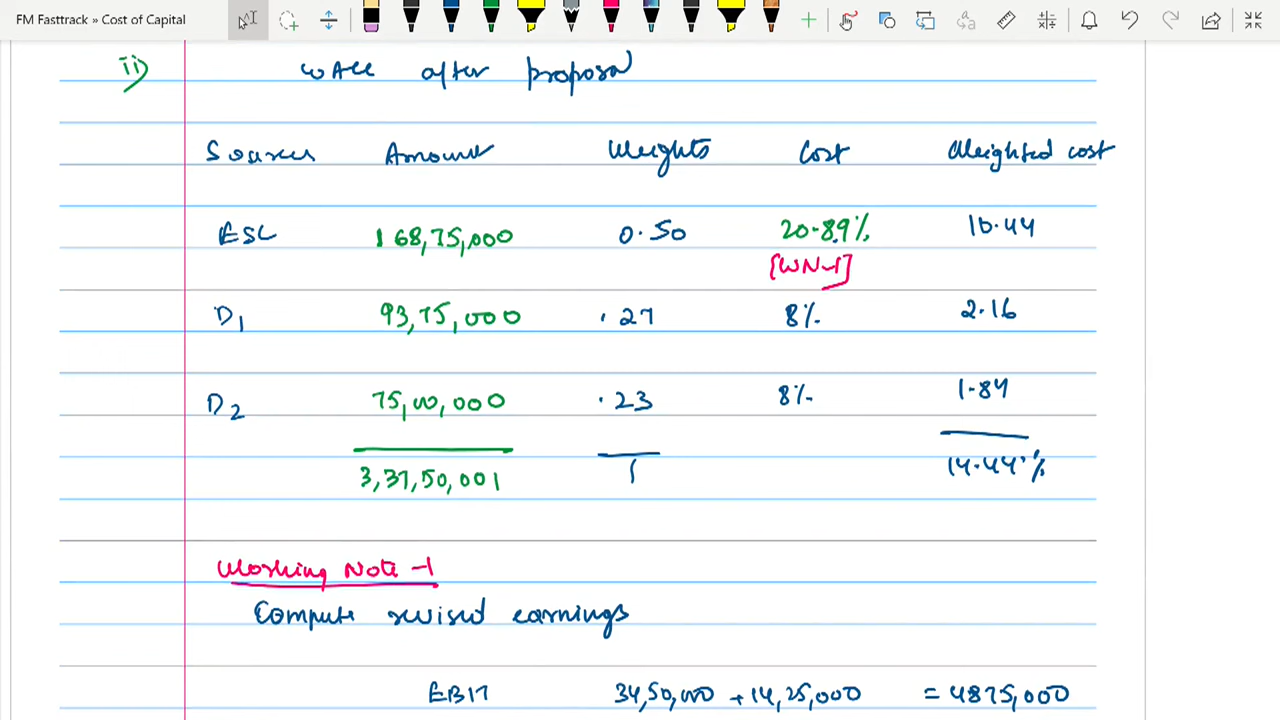 FM Fasttrack » Cost of Capital
ii) WACC after proposal
Sources Amount Weights Cost Weighted cost
ESC 168,75,000 0.50 20.89% 10.44
[WN-1]
D1 93,75,000 .27 8% 2.16
D2 75,00,000 .23 8% 1.84
3,37,50,001 1 14.44%
Working Note -1
Compute revised earnings
EBIT 34,50,000 + 14,25,000 = 4875,000